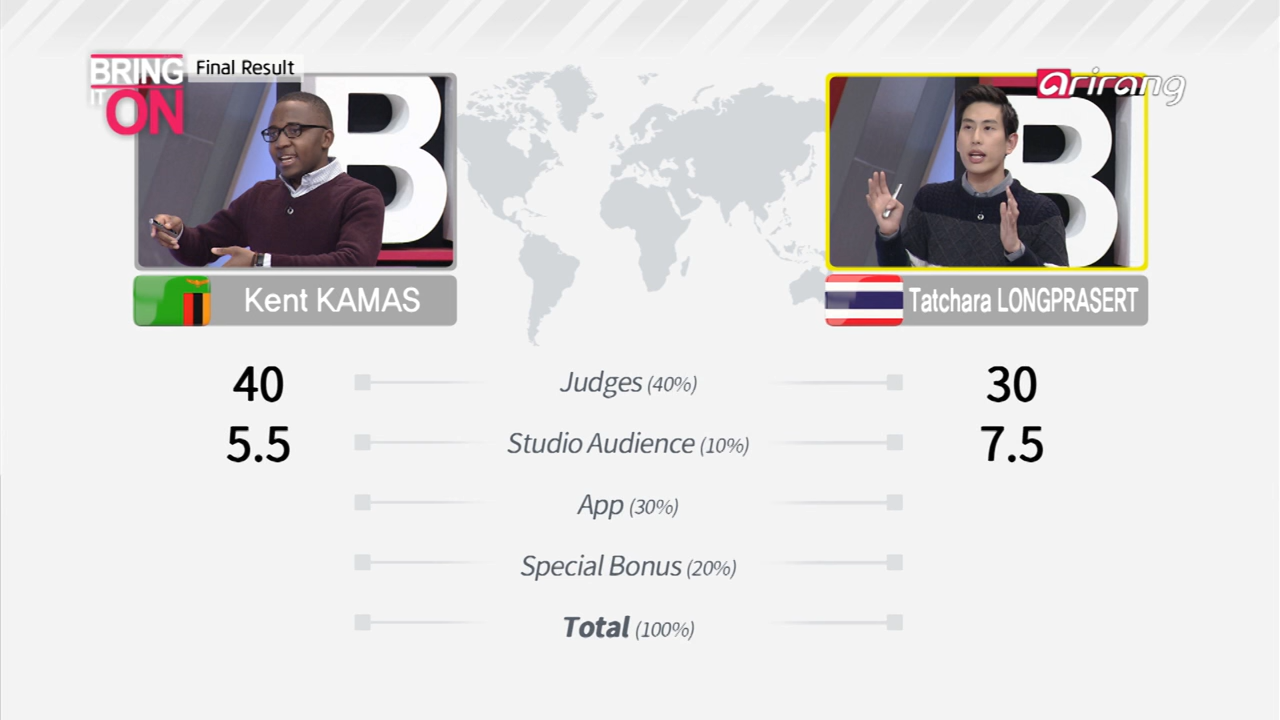 BRING
IT ON
Final Result
arirang
B
B
Kent KAMAS
Tatchara LONGPRASERT
40 Judges (40%) 30
5.5 Studio Audience (10%) 7.5
App (30%)
Special Bonus (20%)
Total (100%)